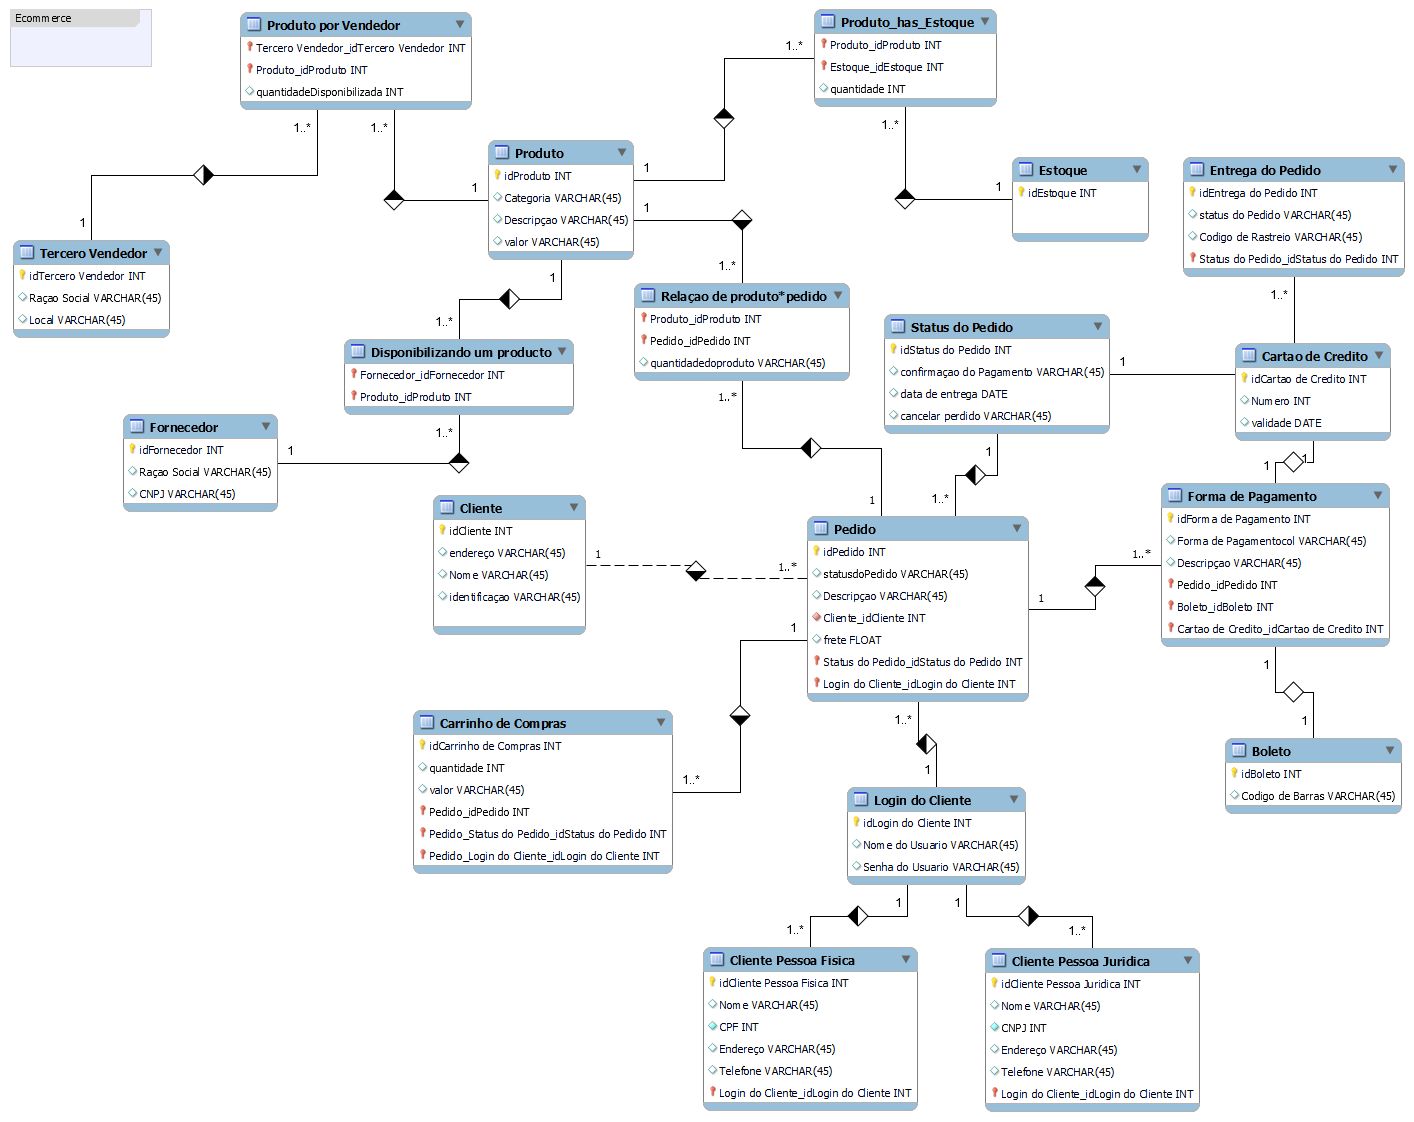 Ecommerce
Produto por Vendedor
Tercero Vendedor_idTercero Vendedor INT
Produto_idProduto INT
quantidadeDisponibilizada INT
1..*
1..*
1
1
Produto_has_Estoque
Produto_idProduto INT
Estoque_idEstoque INT
quantidade INT
1..*
1..*
1
1
Produto
idProduto INT
Categoria VARCHAR(45)
Descripçao VARCHAR(45)
valor VARCHAR(45)
1
1
1..*
Estoque
idEstoque INT
Entrega do Pedido
idEntrega do Pedido INT
status do Pedido VARCHAR(45)
Codigo de Rastreio VARCHAR(45)
Status do Pedido_idStatus do Pedido INT
1..*
1
Tercero Vendedor
idTercero Vendedor INT
Raçao Social VARCHAR(45)
Local VARCHAR(45)
Relaçao de produto*pedido
Produto_idProduto INT
Pedido_idPedido INT
quantidadedoproduto VARCHAR(45)
1..*
1
Status do Pedido
idStatus do Pedido INT
confirmaçao do Pagamento VARCHAR(45)
data de entrega DATE
cancelar perdido VARCHAR(45)
1
1..*
Cartao de Credito
idCartao de Credito INT
Numero INT
validade DATE
1
1
1..*
Disponibilizando um producto
Fornecedor_idFornecedor INT
Produto_idProduto INT
1..*
1
Fornecedor
idFornecedor INT
Raçao Social VARCHAR(45)
CNPJ VARCHAR(45)
Cliente
idCliente INT
endereço VARCHAR(45)
Nome VARCHAR(45)
identificaçao VARCHAR(45)
1
1..*
Pedido
idPedido INT
statusdoPedido VARCHAR(45)
Descripçao VARCHAR(45)
Cliente_idCliente INT
frete FLOAT
Status do Pedido_idStatus do Pedido INT
Login do Cliente_idLogin do Cliente INT
1
1..*
Forma de Pagamento
idForma de Pagamento INT
Forma de Pagamentocol VARCHAR(45)
Descripçao VARCHAR(45)
Pedido_idPedido INT
Boleto_idBoleto INT
Cartao de Credito_idCartao de Credito INT
1
1
1
1..*
Carrinho de Compras
idCarrinho de Compras INT
quantidade INT
valor VARCHAR(45)
Pedido_idPedido INT
Pedido_Status do Pedido_idStatus do Pedido INT
Pedido_Login do Cliente_idLogin do Cliente INT
1..*
1
Boleto
idBoleto INT
Codigo de Barras VARCHAR(45)
Login do Cliente
idLogin do Cliente INT
Nome do Usuario VARCHAR(45)
Senha do Usuario VARCHAR(45)
1
1
1..*
1..*
Cliente Pessoa Fisica
idCliente Pessoa Fisica INT
Nome VARCHAR(45)
CPF INT
Endereço VARCHAR(45)
Telefone VARCHAR(45)
Login do Cliente_idLogin do Cliente INT
Cliente Pessoa Juridica
idCliente Pessoa Juridica INT
Nome VARCHAR(45)
CNPJ INT
Endereço VARCHAR(45)
Telefone VARCHAR(45)
Login do Cliente_idLogin do Cliente INT